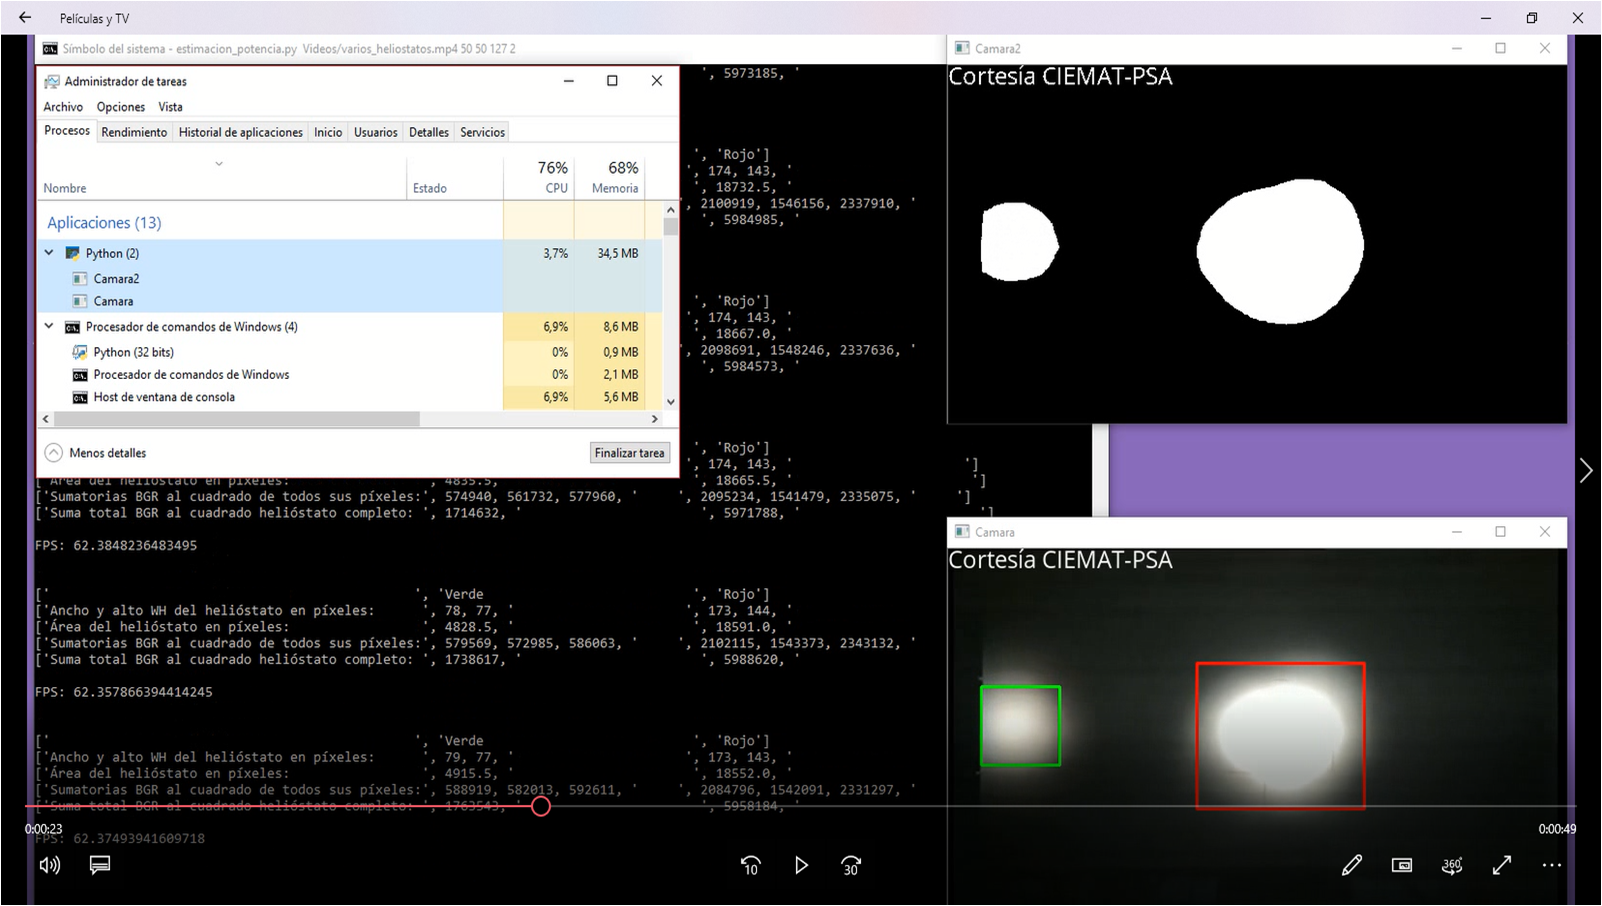 Películas y TV
Símbolo del sistema - estimacion_potencia.py Videos/varios_heliostatos.mp4 50 50 127 2
Administrador de tareas
Archivo Opciones Vista
Procesos Rendimiento Historial de aplicaciones Inicio Usuarios Detalles Servicios
76% 68%
Nombre Estado CPU Memoria
Aplicaciones (13)
Python (2) 3,7% 34,5 MB
Camara2
Camara
Procesador de comandos de Windows (4) 6,9% 8,6 MB
Python (32 bits) 0% 0,9 MB
Procesador de comandos de Windows 0% 2,1 MB
Host de ventana de consola 6,9% 5,6 MB
Menos detalles Finalizar tarea
', 5973185, '
', 'Rojo']
', 174, 143, '
', 18732.5, '
', 2100919, 1546156, 2337910, '
', 5984985, '
', 'Rojo']
', 174, 143, '
', 18667.0, '
', 2098691, 1548246, 2337636, '
', 5984573, '
', 'Rojo']
', 174, 143, ' ']
['Área del helióstato en píxeles: ', 4835.5, ' ', 18665.5, ' ']
['Sumatorias BGR al cuadrado de todos sus píxeles:', 574940, 561732, 577960, ' ', 2095234, 1541479, 2335075, ' ']
['Suma total BGR al cuadrado helióstato completo: ', 1714632, ' ', 5971788, ' ']
FPS: 62.3848236483495
[' ', 'Verde ', 'Rojo']
['Ancho y alto WH del helióstato en píxeles: ', 78, 77, ' ', 173, 144, '
['Área del helióstato en píxeles: ', 4828.5, ' ', 18591.0, '
['Sumatorias BGR al cuadrado de todos sus píxeles:', 579569, 572985, 586063, ' ', 2102115, 1543373, 2343132, '
['Suma total BGR al cuadrado helióstato completo: ', 1738617, ' ', 5988620, '
FPS: 62.357866394414245
[' ', 'Verde ', 'Rojo']
['Ancho y alto WH del helióstato en píxeles: ', 79, 77, ' ', 173, 143, '
['Área del helióstato en píxeles: ', 4915.5, ' ', 18552.0, '
['Sumatorias BGR al cuadrado de todos sus píxeles:', 588919, 582013, 592611, ' ', 2084796, 1542091, 2331297, '
['Suma total BGR al cuadrado helióstato completo: ', 1763543, ' ', 5958184, '
FPS: 62.37493941609718
Camara2
Cortesía CIEMAT-PSA
Camara
Cortesía CIEMAT-PSA
0:00:23 0:00:49
10 30 360